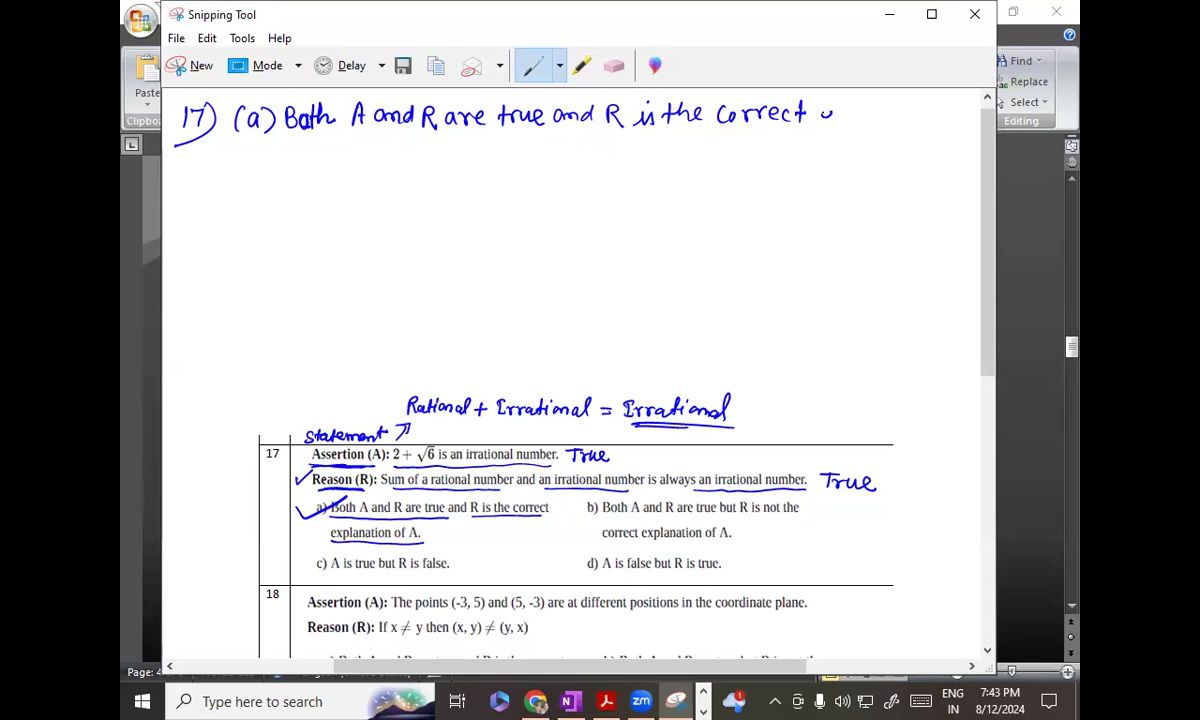 Snipping Tool
File Edit Tools Help
New Mode Delay
Paste
Clipb
Find
Replace
Select
Editing
17) (a) Both A and R are true and R is the correct
Rational + Irrational = Irrational
Statement
17 Assertion (A): 2 + √6 is an irrational number. True
Reason (R): Sum of a rational number and an irrational number is always an irrational number. True
a) Both A and R are true and R is the correct explanation of A.
b) Both A and R are true but R is not the correct explanation of A.
c) A is true but R is false.
d) A is false but R is true.
18 Assertion (A): The points (-3, 5) and (5, -3) are at different positions in the coordinate plane.
Reason (R): If x ≠ y then (x, y) ≠ (y, x)
Page: 4
Type here to search
ENG
IN
7:43 PM
8/12/2024